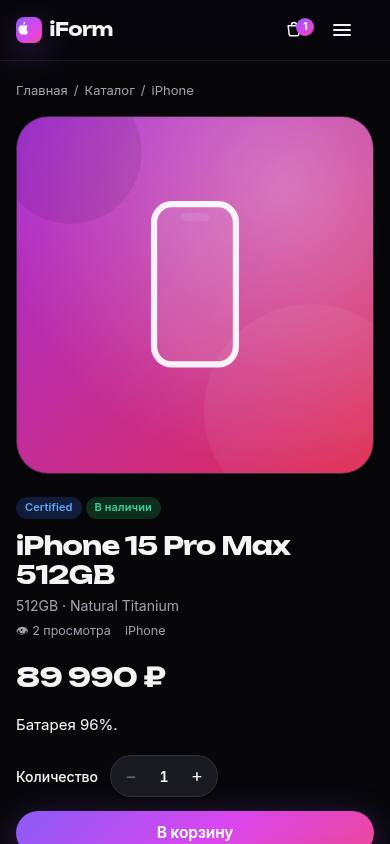 iForm
1
Главная / Каталог / iPhone
Certified
В наличии
iPhone 15 Pro Max
512GB
512GB · Natural Titanium
2 просмотра iPhone
89 990 ₽
Батарея 96%.
Количество − 1 +
В корзину